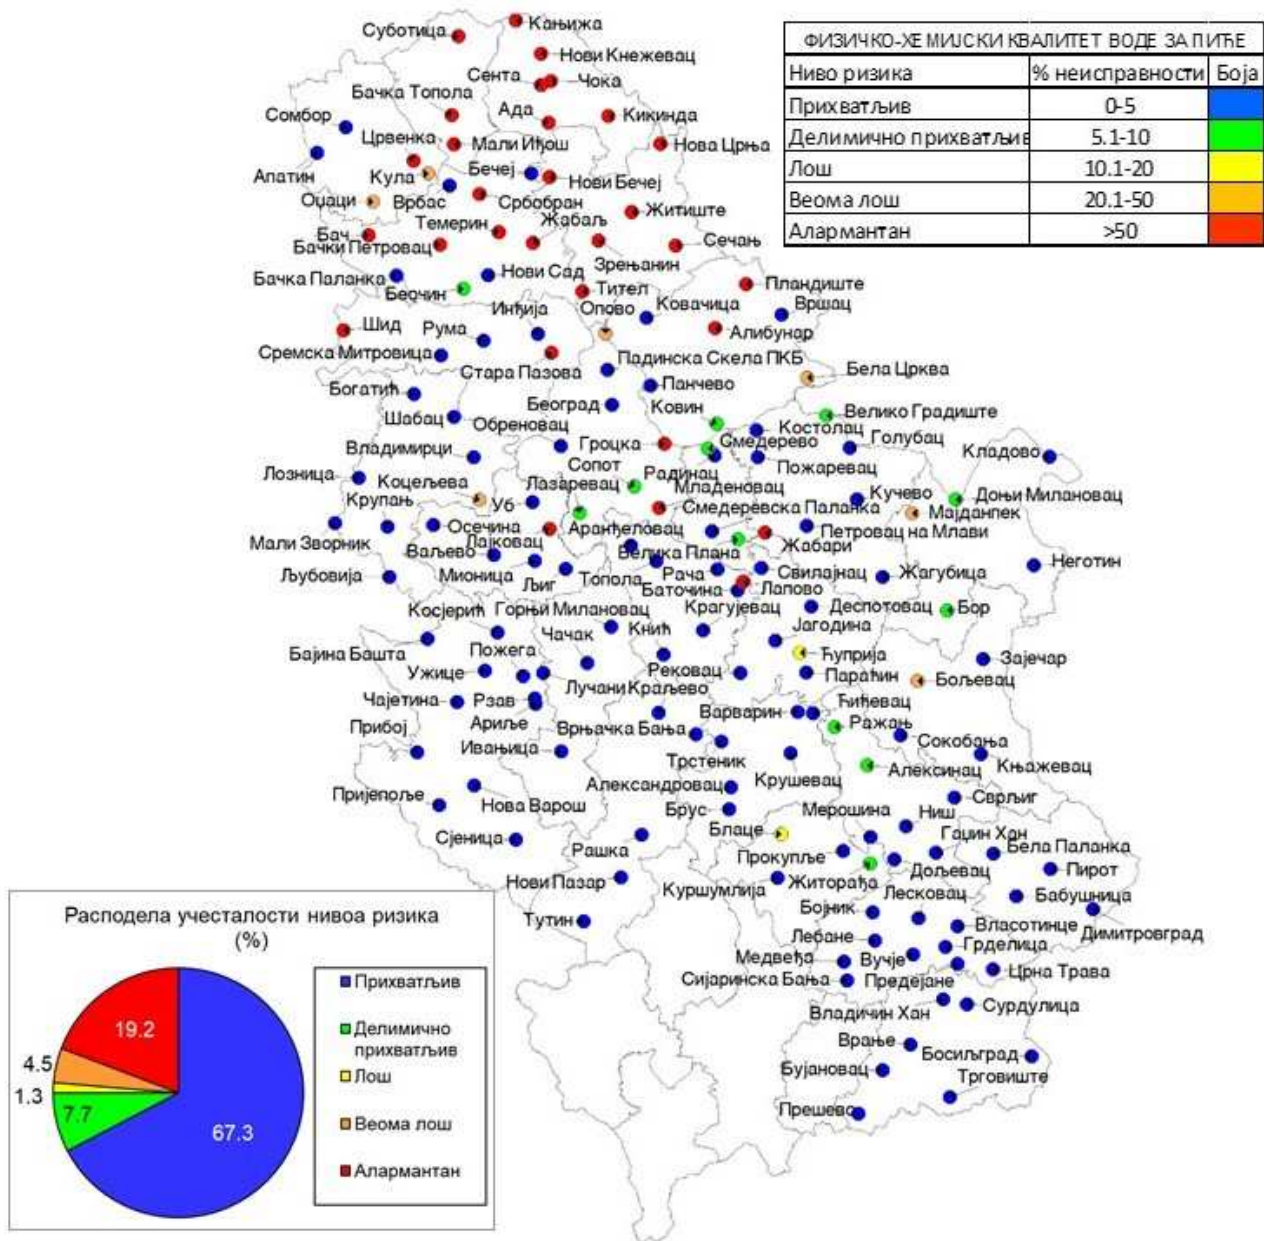 ФИЗИЧКО-ХЕМИЈСКИ КВАЛИТЕТ ВОДЕ ЗА ПИЋЕ
Ниво ризика % неисправности Боја
Прихватљив 0-5
Делимично прихватљив 5.1-10
Лош 10.1-20
Веома лош 20.1-50
Алармантан >50
Кањижа
Суботица
Нови Кнежевац
Сента
Чока
Бачка Топола
Ада
Кикинда
Сомбор
Црвенка
Мали Иђош
Нова Црња
Апатин
Кула
Бечеј
Нови Бечеј
Оџаци
Врбас
Србобран
Житиште
Темерин
Жабаљ
Бач
Бачки Петровац
Сечањ
Зрењанин
Бачка Паланка
Нови Сад
Беочин
Тител
Пландиште
Инђија
Опово
Ковачица
Вршац
Шид
Рума
Алибунар
Сремска Митровица
Падинска Скела ПКБ
Стара Пазова
Бела Црква
Богатић
Панчево
Београд
Ковин
Велико Градиште
Шабац
Обреновац
Костолац
Гроцка
Смедерево
Голубац
Владимирци
Кладово
Сопот
Радинац
Пожаревац
Лозница
Коцељева
Лазаревац
Младеновац
Крупањ
Уб
Кучево
Доњи Милановац
Смедеревска Паланка
Мајданпек
Осечина
Аранђеловац
Петровац на Млави
Мали Зворник
Лајковац
Ваљево
Велика Плана
Жабари
Неготин
Љубовија
Мионица
Љиг
Топола
Рача
Свилајнац
Жагубица
Баточина
Лапово
Косјерић
Горњи Милановац
Крагујевац
Деспотовац
Бор
Чачак
Кнић
Јагодина
Бајина Башта
Пожега
Ћуприја
Зајечар
Ужице
Рековац
Параћин
Бољевац
Лучани
Краљево
Чајетина
Рзав
Варварин
Ћићевац
Прибој
Ариље
Врњачка Бања
Ражањ
Ивањица
Сокобања
Трстеник
Крушевац
Књажевац
Александровац
Алексинац
Пријепоље
Нова Варош
Брус
Мерошина
Сврљиг
Блаце
Ниш
Сјеница
Гаџин Хан
Рашка
Прокупље
Бела Паланка
Дољевац
Пирот
Нови Пазар
Куршумлија
Житорађа
Лесковац
Бабушница
Бојник
Тутин
Власотинце
Димитровград
Лебане
Грделица
Медвеђа
Вучје
Црна Трава
Сијаринска Бања
Предејане
Владичин Хан
Сурдулица
Врање
Босиљград
Бујановац
Трговиште
Прешево
Расподела учесталости нивоа ризика
(%)
19.2
4.5
1.3
7.7
67.3
Прихватљив
Делимично
прихватљив
Лош
Веома лош
Алармантан